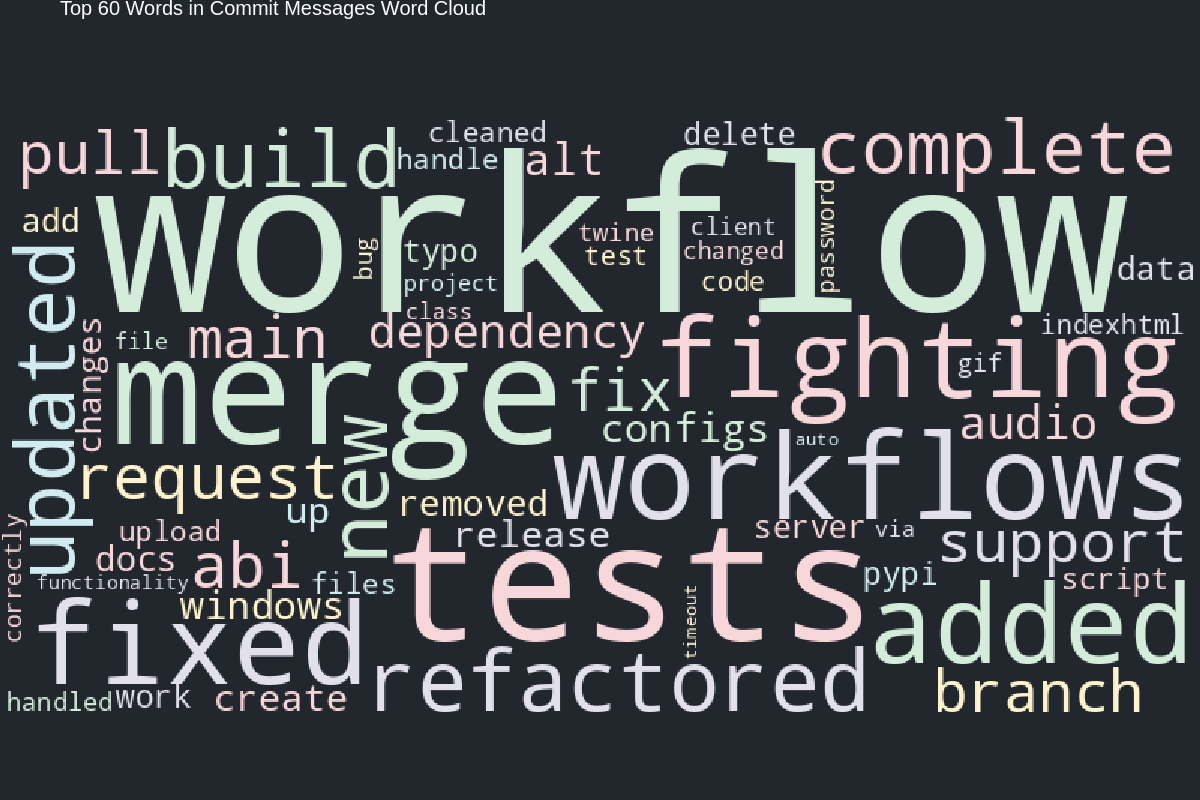 Top 60 Words in Commit Messages Word Cloud
cleaned
delete
complete
pull
build
handle
alt
workflow
add
password
twine
client
bug
typo
test
changed
updated
project
code
data
class
changes
file
main
dependency
fighting
indexhtml
merge
fix
gif
new
configs
auto
audio
request
removed
workflows
up
correctly
upload
release
tests
server
via
support
docs
abi
functionality
files
pypi
script
windows
timeout
added
fixed
refactored
handled
work
create
branch